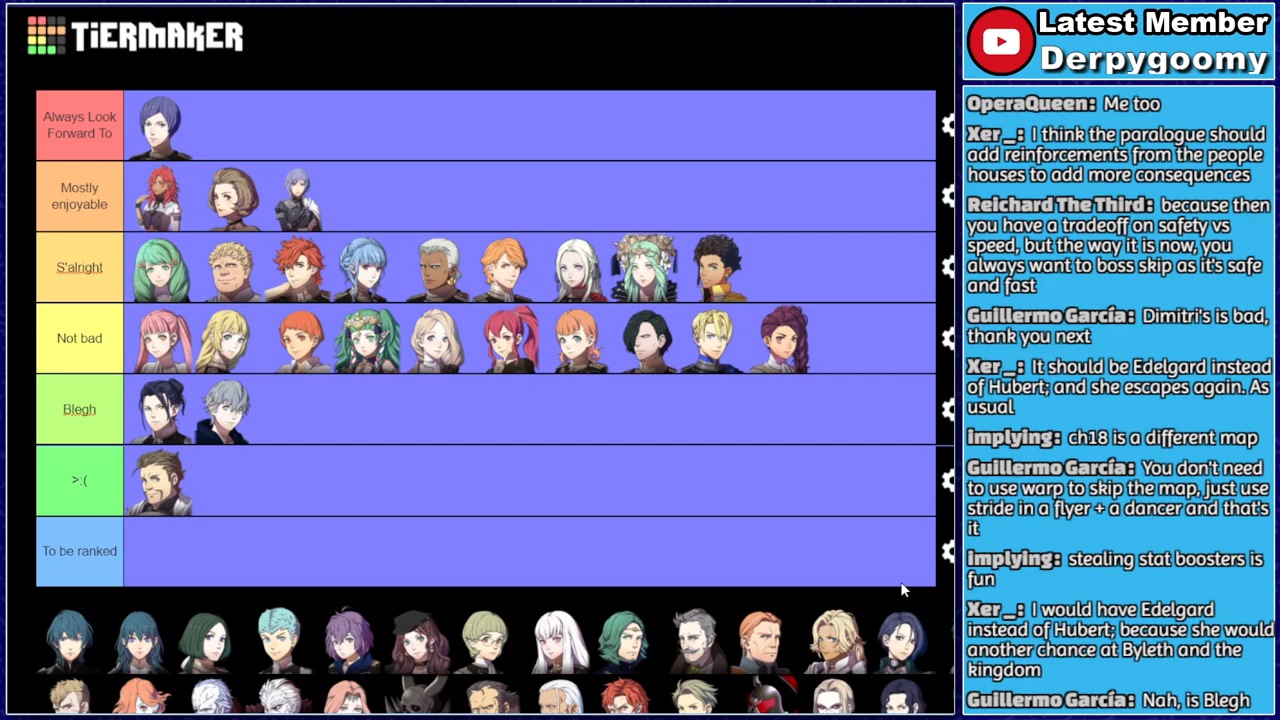 TiERMAKER
Always Look
Forward To
Mostly
enjoyable
S'alright
Not bad
Blegh
>:(
To be ranked
Latest Member
Derpygoomy
OperaQueen: Me too
Xer_: I think the paralogue should
add reinforcements from the people
houses to add more consequences
Reichard The Third: because then
you have a tradeoff on safety vs
speed, but the way it is now, you
always want to boss skip as it's safe
and fast
Guillermo García: Dimitri's is bad,
thank you next
Xer_: It should be Edelgard instead
of Hubert; and she escapes again. As
usual
implying: ch18 is a different map
Guillermo García: You don't need
to use warp to skip the map, just use
stride in a flyer + a dancer and that's
it
implying: stealing stat boosters is
fun
Xer_: I would have Edelgard
instead of Hubert; because she would
another chance at Byleth and the
kingdom
Guillermo García: Nah, is Blegh